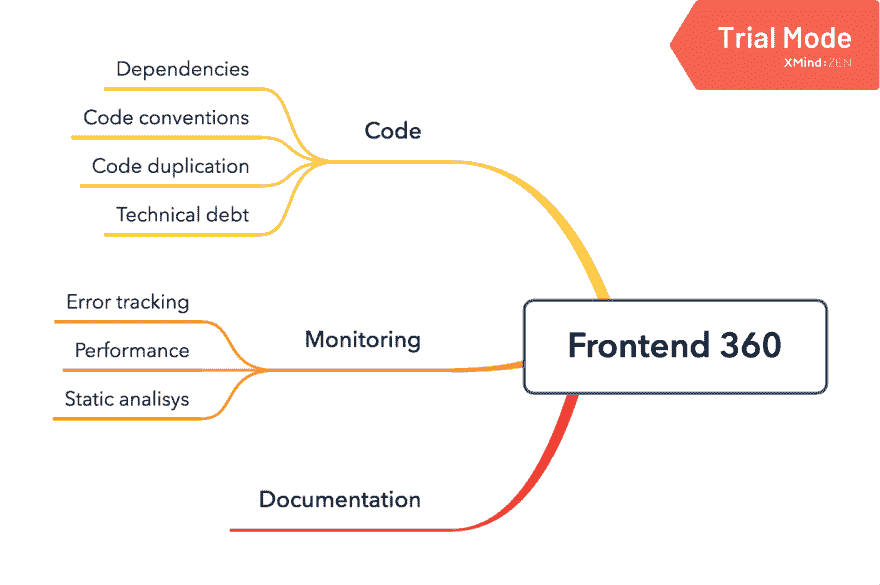 Trial Mode
XMind:ZEN
Dependencies
Code conventions
Code duplication
Technical debt
Code
Error tracking
Performance
Static analisys
Monitoring
Frontend 360
Documentation